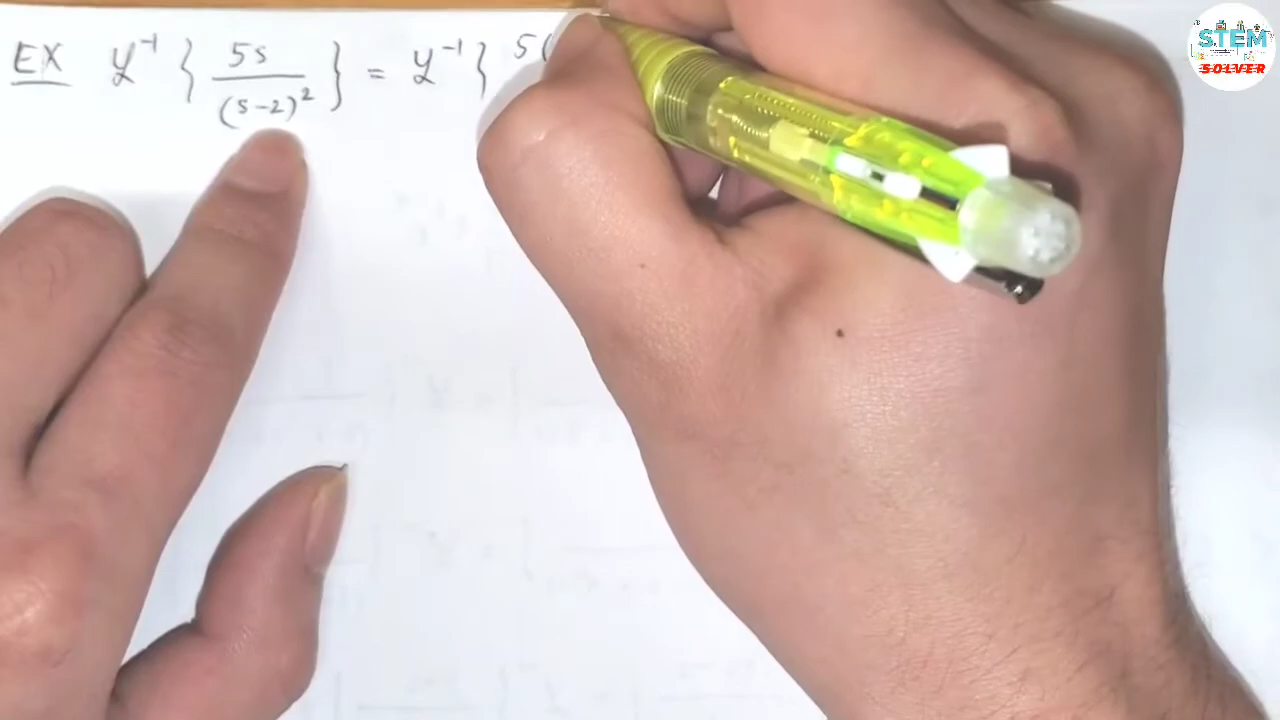 EX ℒ⁻¹ { 5s / (s-2)² } = ℒ⁻¹ { 5(
STEM
SOLVER